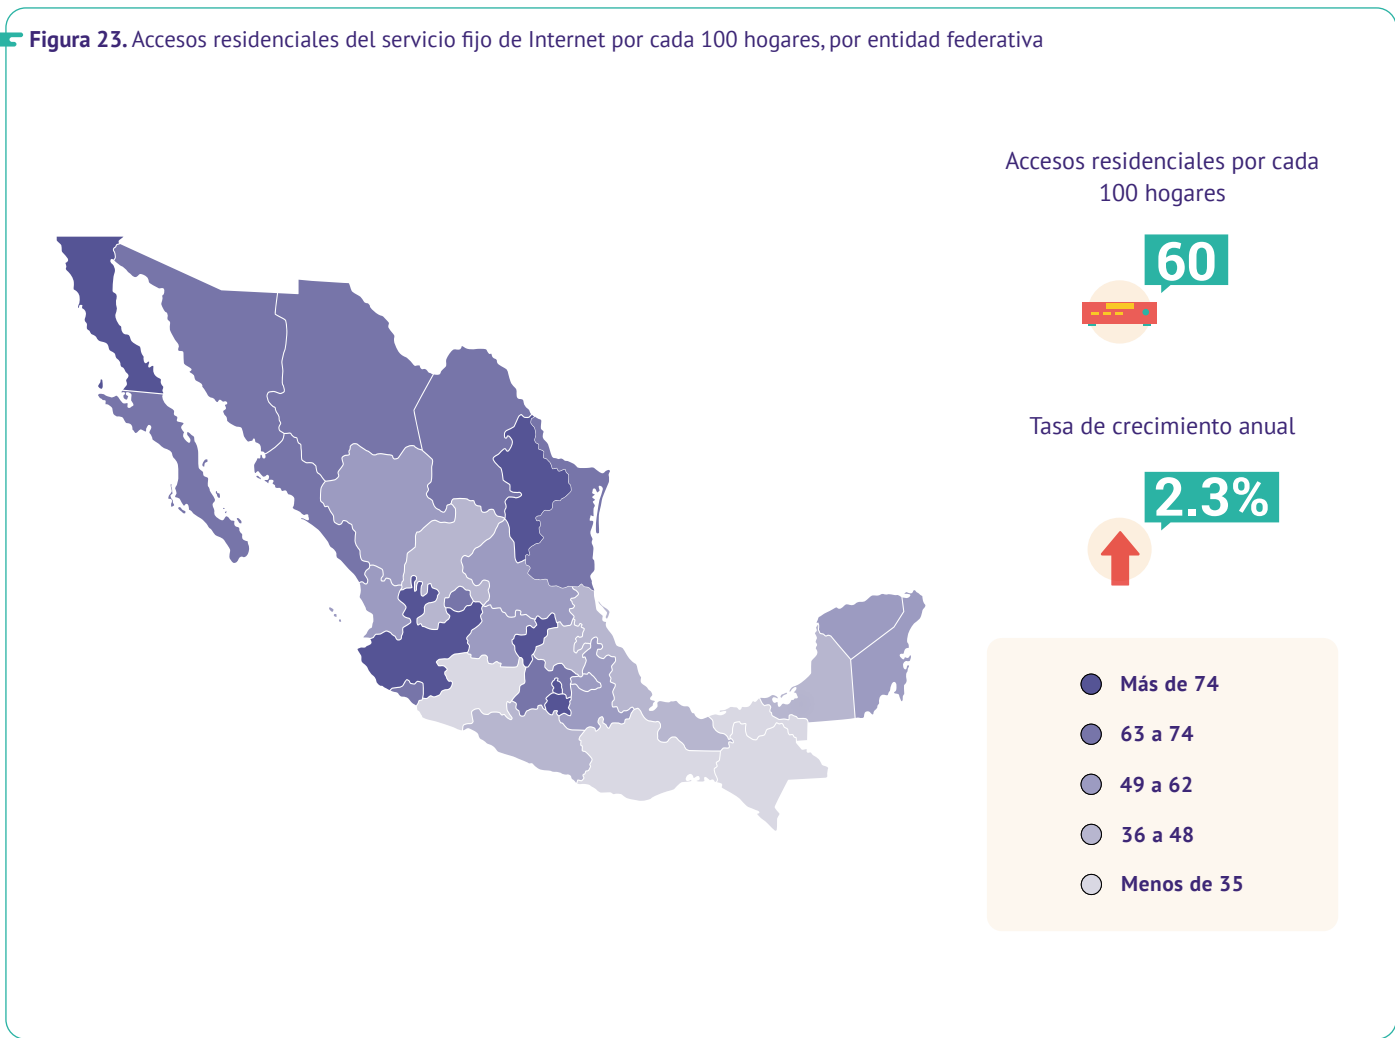 Figura 23. Accesos residenciales del servicio fijo de Internet por cada 100 hogares, por entidad federativa
Accesos residenciales por cada
100 hogares
60
Tasa de crecimiento anual
2.3%
Más de 74
63 a 74
49 a 62
36 a 48
Menos de 35